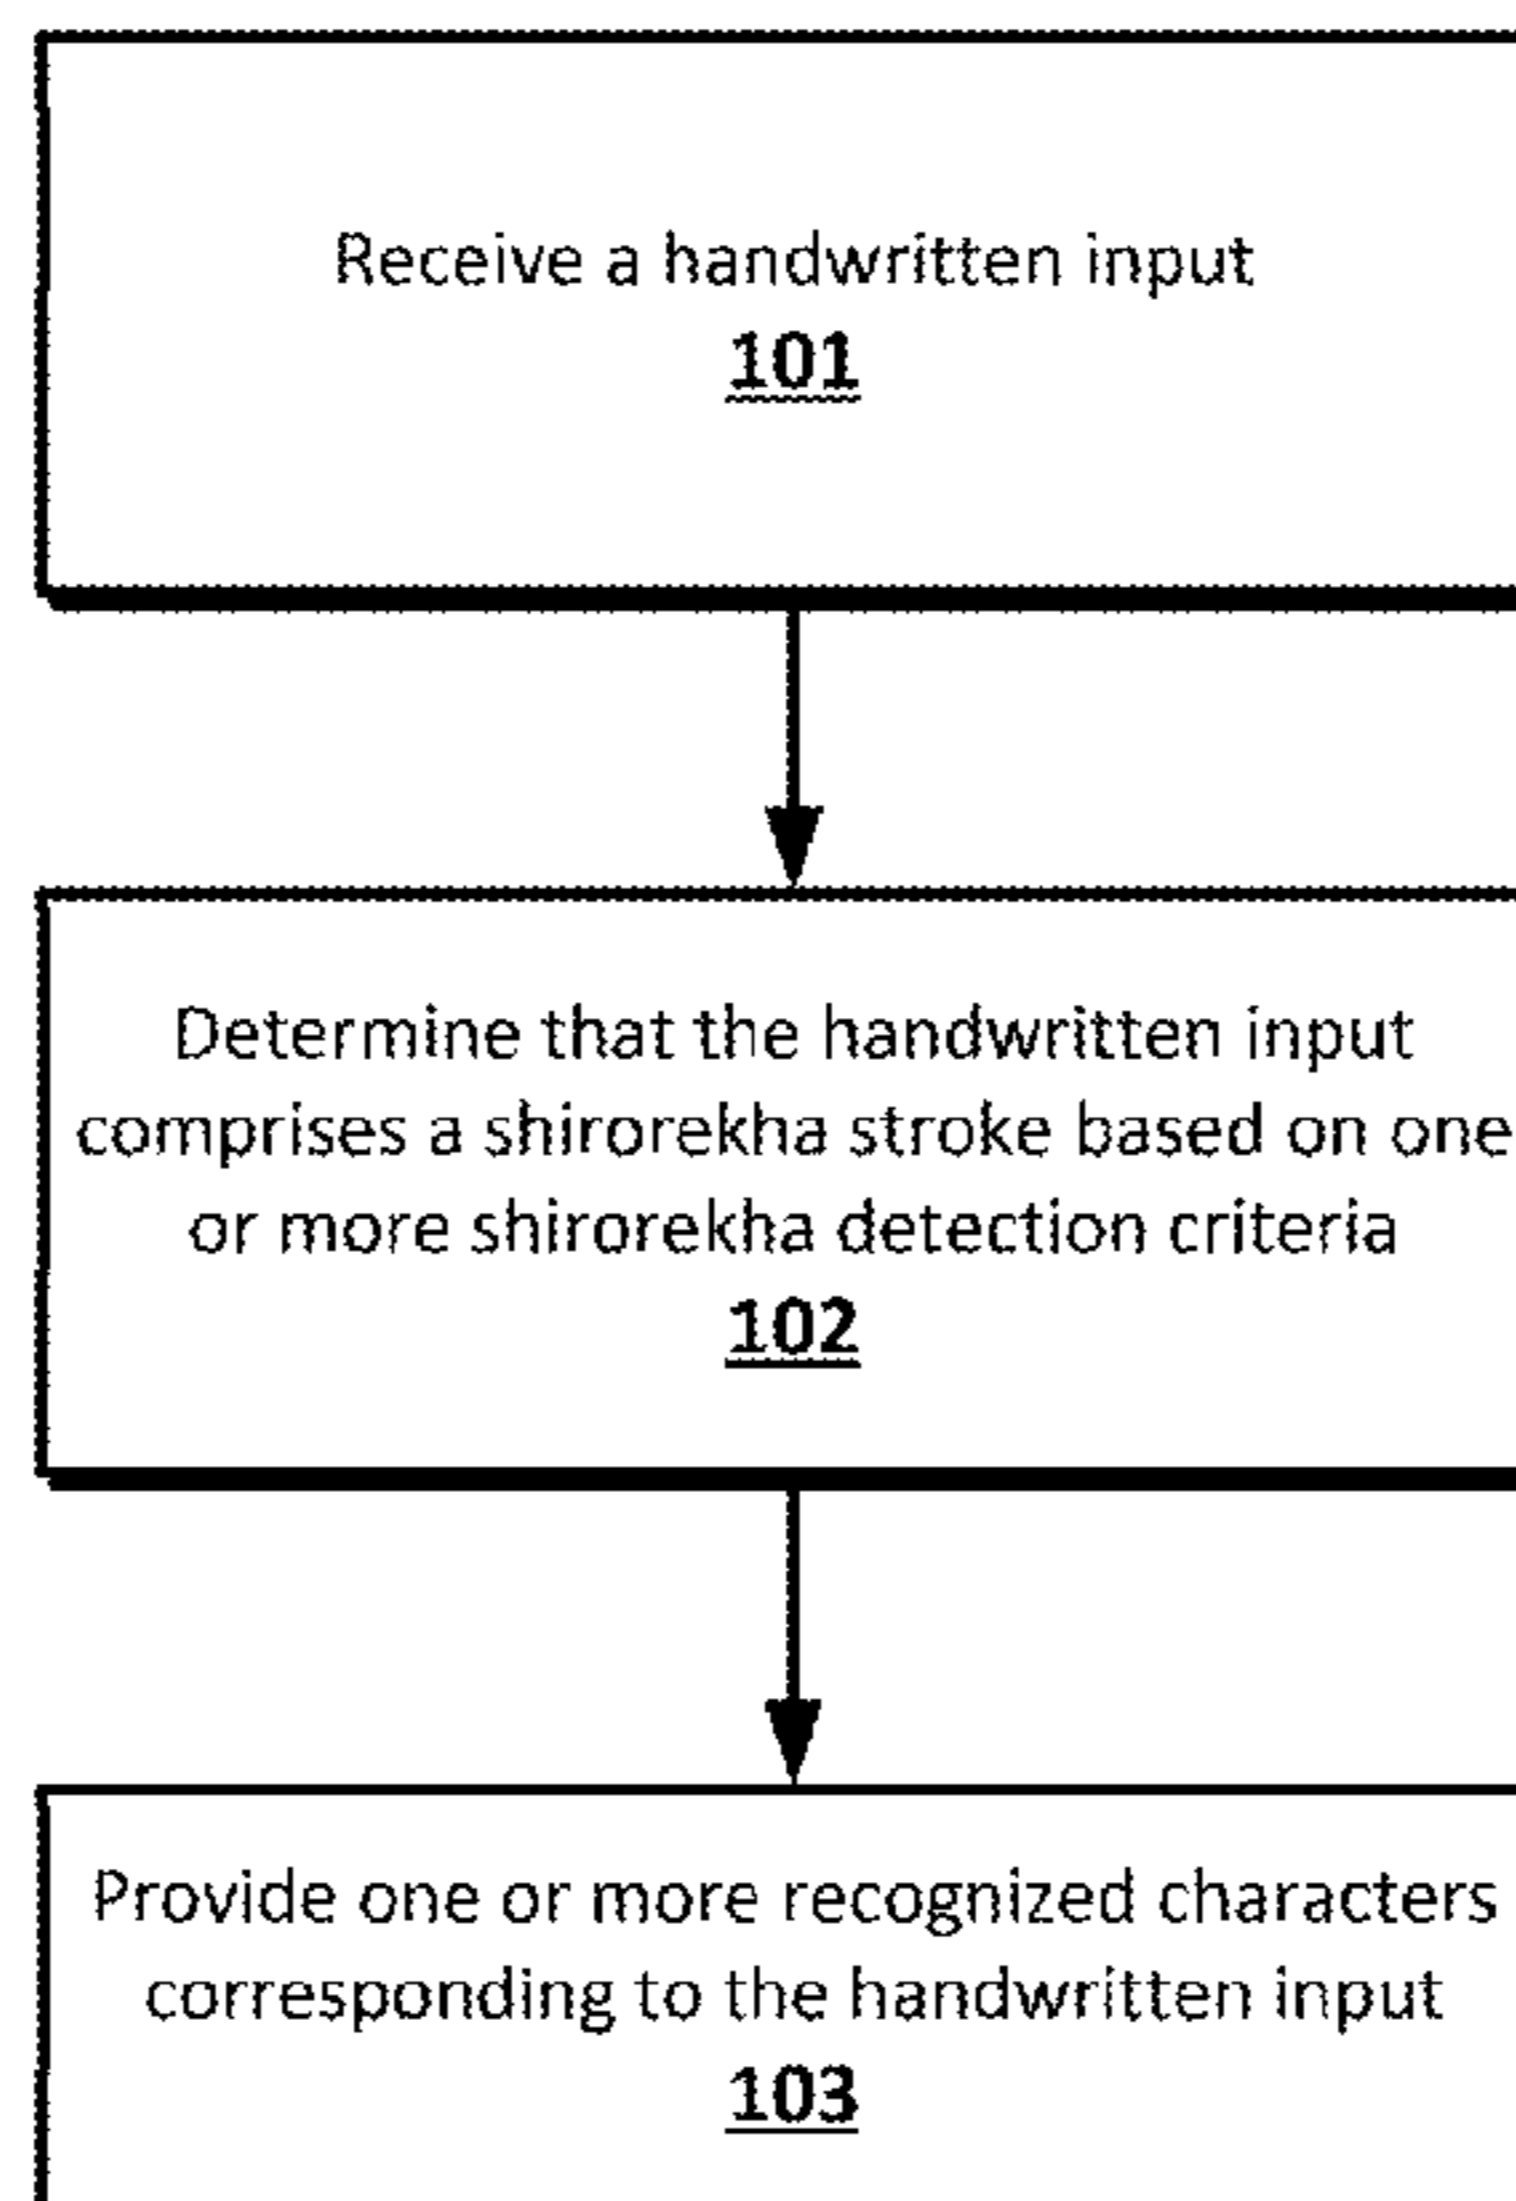 Receive a handwritten input
101
Determine that the handwritten input
comprises a shirorekha stroke based on one
or more shirorekha detection criteria
102
Provide one or more recognized characters
corresponding to the handwritten input
103